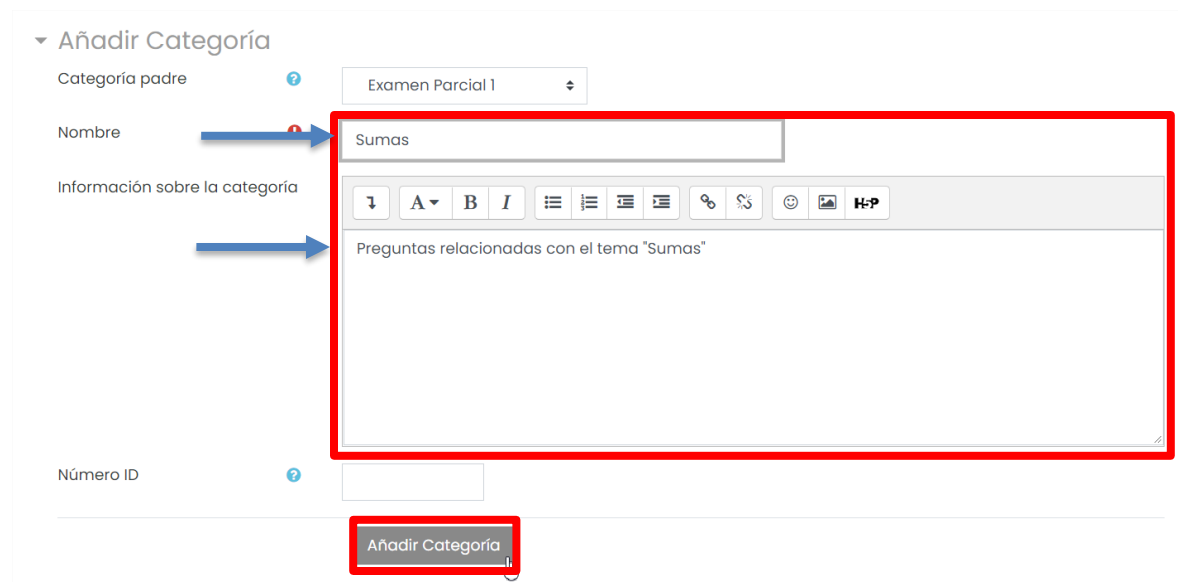 Añadir Categoría
Categoría padre
Examen Parcial 1
Nombre
Sumas
Información sobre la categoría
A B I H5P
Preguntas relacionadas con el tema "Sumas"
Número ID
Añadir Categoría